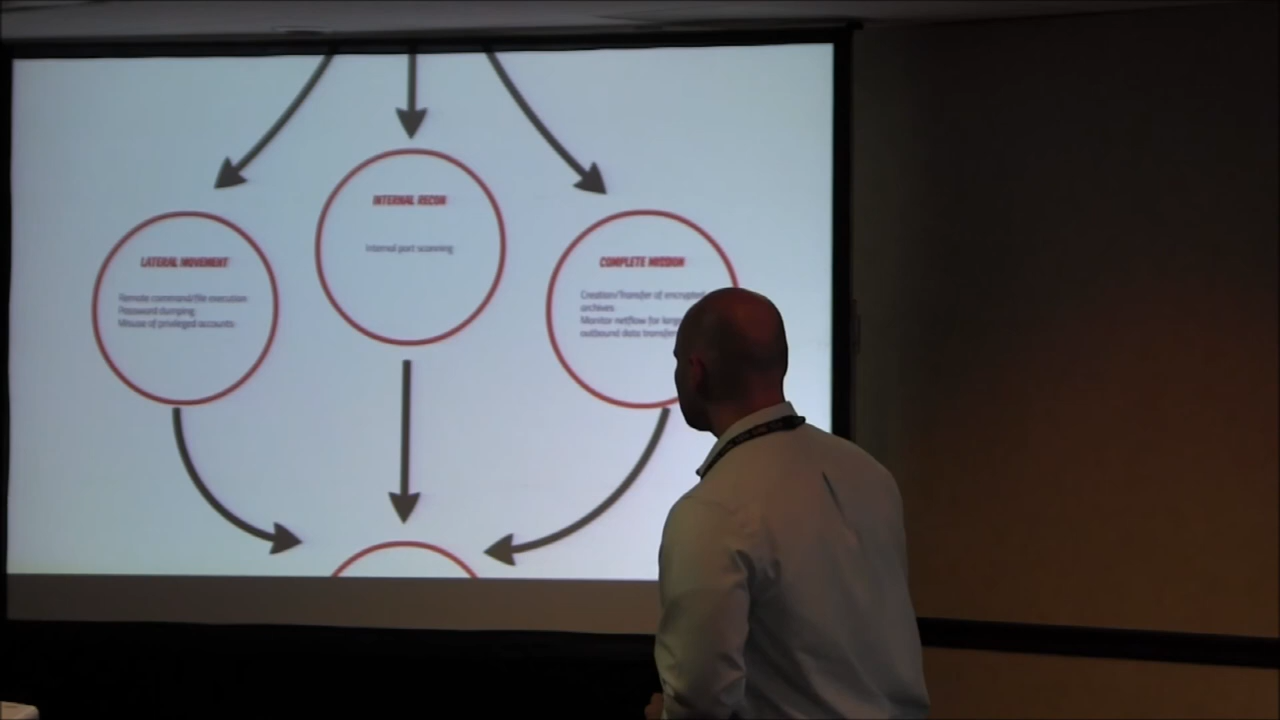 INTERNAL RECON
Internal port scanning
LATERAL MOVEMENT
Remote command/file execution
Password dumping
Misuse of privileged accounts
COMPLETE MISSION
Creation/Transfer of encrypted
archives
Monitor netflow for large
outbound data transfers